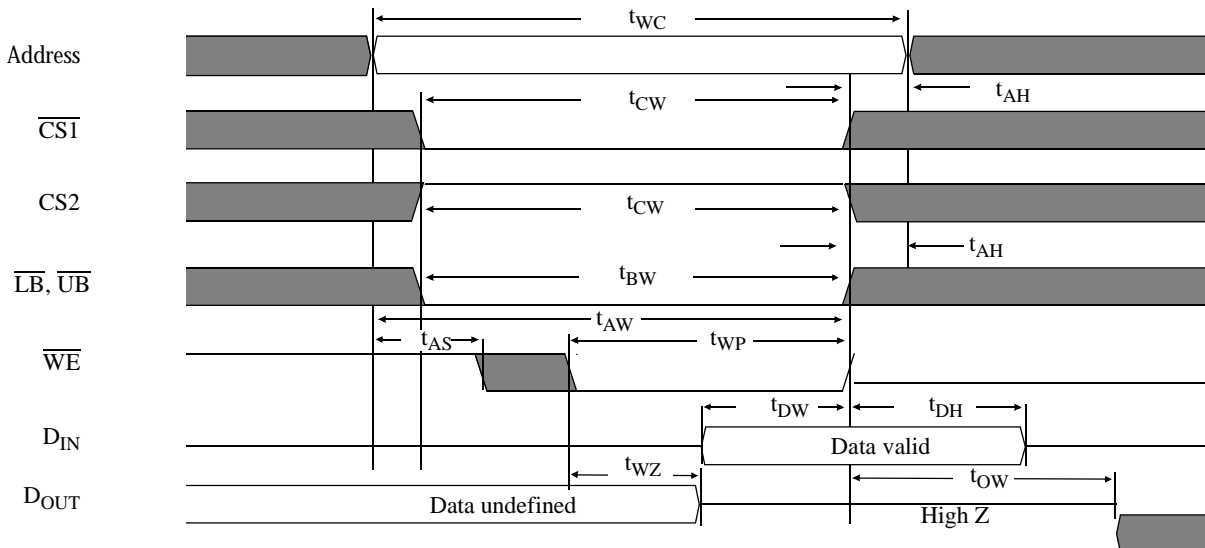 tWC
Address
tCW
tAH
CS1
CS2
tCW
tAH
LB, UB
tBW
tAW
tAS
tWP
WE
tDW
tDH
DIN
Data valid
tWZ
tOW
DOUT
Data undefined
High Z